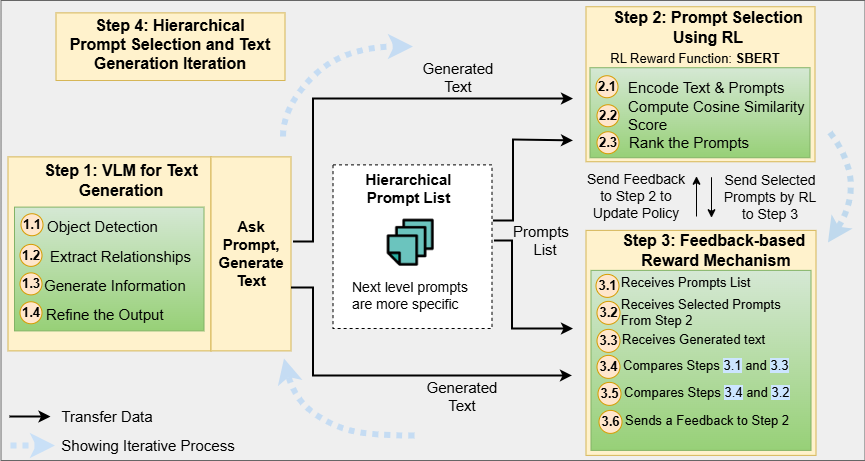 Step 4: Hierarchical
Prompt Selection and Text
Generation Iteration
Step 2: Prompt Selection
Using RL
RL Reward Function: SBERT
2.1 Encode Text & Prompts
2.2 Compute Cosine Similarity
Score
2.3 Rank the Prompts
Generated
Text
Step 1: VLM for Text
Generation
1.1 Object Detection
1.2 Extract Relationships
1.3 Generate Information
1.4 Refine the Output
Ask
Prompt,
Generate
Text
Hierarchical
Prompt List
Next level prompts
are more specific
Prompts
List
Send Feedback
to Step 2 to
Update Policy
Send Selected
Prompts by RL
to Step 3
Step 3: Feedback-based
Reward Mechanism
3.1 Receives Prompts List
3.2 Receives Selected Prompts
From Step 2
3.3 Receives Generated text
3.4 Compares Steps 3.1 and 3.3
3.5 Compares Steps 3.4 and 3.2
3.6 Sends a Feedback to Step 2
Generated
Text
Transfer Data
Showing Iterative Process